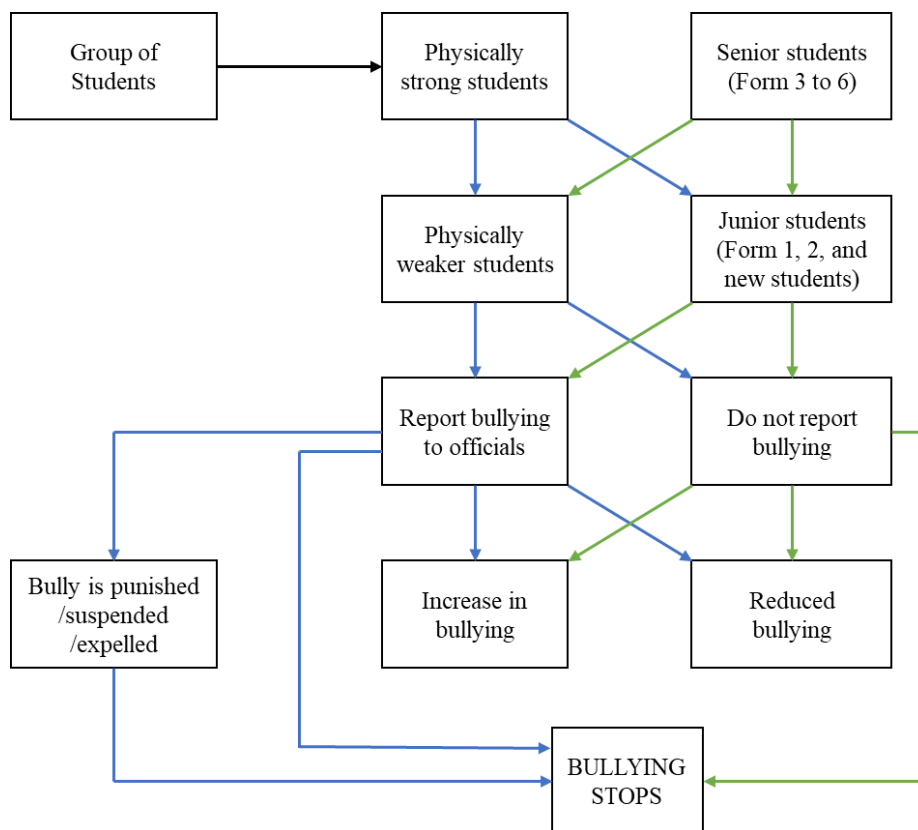 Group of
Students
Physically
strong students
Senior students
(Form 3 to 6)
Physically
weaker students
Junior students
(Form 1, 2, and
new students)
Report bullying
to officials
Do not report
bullying
Bully is punished
/suspended
/expelled
Increase in
bullying
Reduced
bullying
BULLYING
STOPS